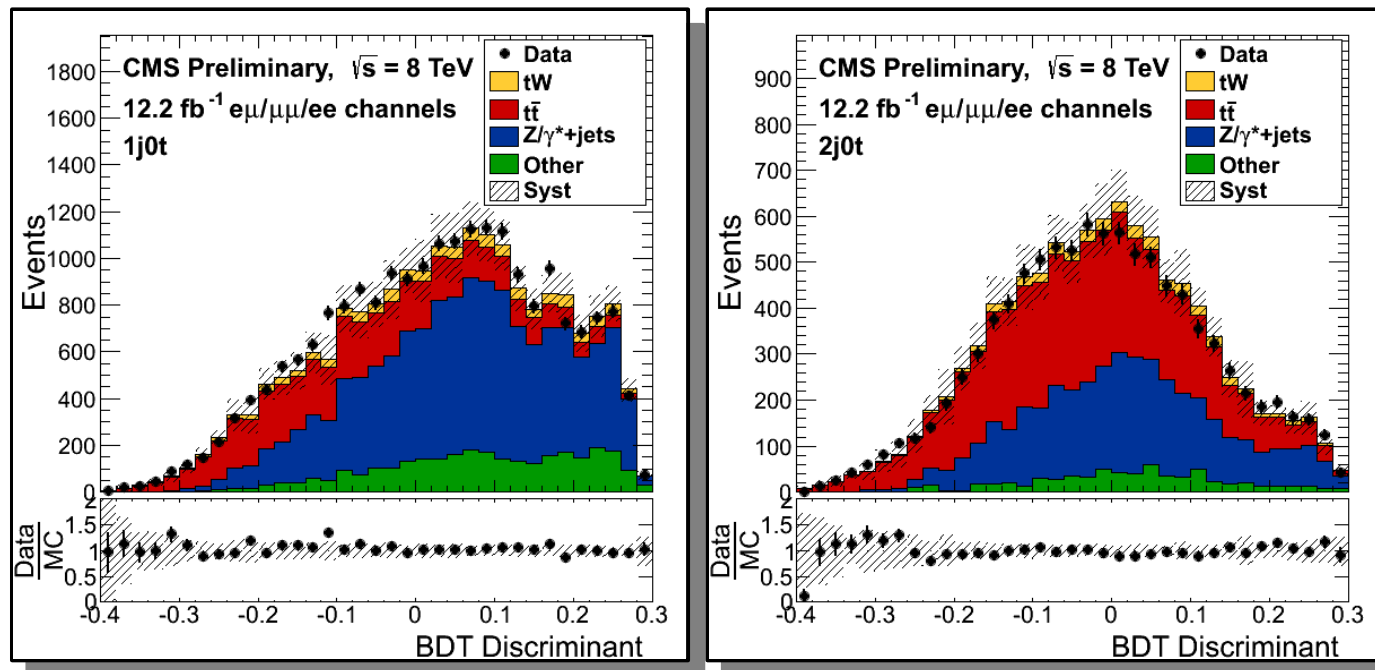 CMS Preliminary, √s = 8 TeV
12.2 fb⁻¹ eμ/μμ/ee channels
1j0t
Data
tW
tt̄
Z/γ*+jets
Other
Syst
Events
1800
1600
1400
1200
1000
800
600
400
200
0
Data
MC
2
1.5
1
0.5
0
-0.4 -0.3 -0.2 -0.1 0 0.1 0.2 0.3
BDT Discriminant
CMS Preliminary, √s = 8 TeV
12.2 fb⁻¹ eμ/μμ/ee channels
2j0t
Data
tW
tt̄
Z/γ*+jets
Other
Syst
Events
900
800
700
600
500
400
300
200
100
0
Data
MC
2
1.5
1
0.5
0
-0.4 -0.3 -0.2 -0.1 0 0.1 0.2 0.3
BDT Discriminant